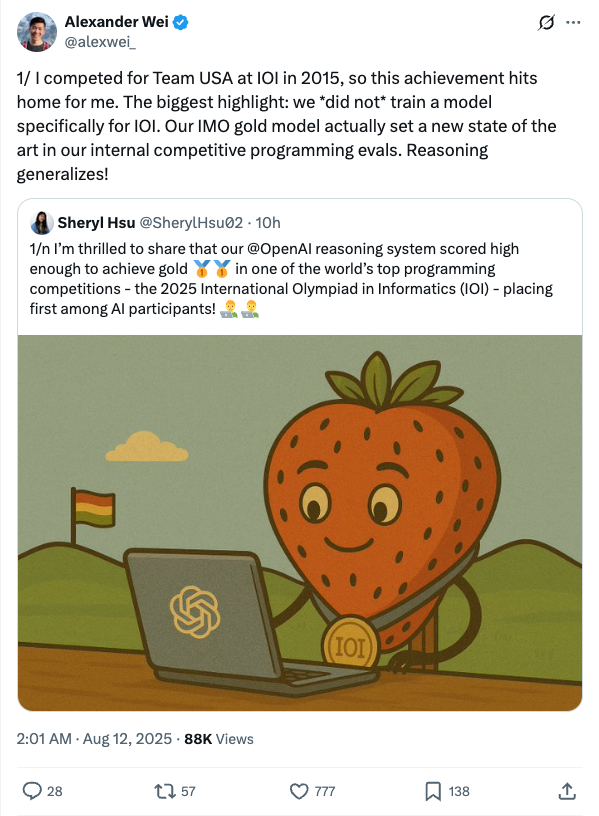 Alexander Wei
@alexwei_
1/ I competed for Team USA at IOI in 2015, so this achievement hits
home for me. The biggest highlight: we *did not* train a model
specifically for IOI. Our IMO gold model actually set a new state of the
art in our internal competitive programming evals. Reasoning
generalizes!
Sheryl Hsu @SherylHsu02 · 10h
1/n I’m thrilled to share that our @OpenAI reasoning system scored high
enough to achieve gold 🥇🥇 in one of the world’s top programming
competitions - the 2025 International Olympiad in Informatics (IOI) - placing
first among AI participants! 👨‍💻👨‍💻
IOI
2:01 AM · Aug 12, 2025 · 88K Views
28 57 777 138